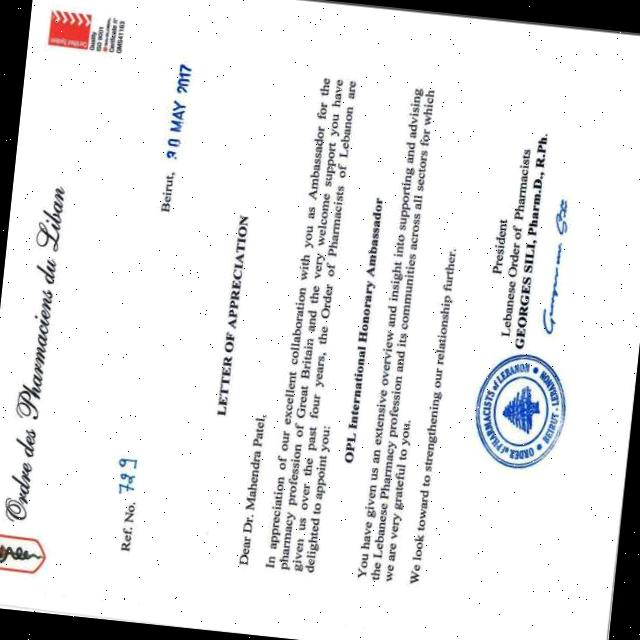 Ordre des Pharmaciens du Liban
Certified System
Quality
ISO 9001
Ref. No. 729
Beirut, 30 MAY 2017
LETTER OF APPRECIATION
Dear Dr. Mahendra Patel,
In appreciation of our excellent collaboration with you as Ambassador for the
pharmacy profession of Great Britain and the very welcome support you have
given us over the past four years, the Order of Pharmacists of Lebanon are
delighted to appoint you:
OPL International Honorary Ambassador
You have given us an extensive overview and insight into supporting and advising
the Lebanese Pharmacy profession and its communities across all sectors for which
we are very grateful to you.
We look toward to strengthening our relationship further.
President
Lebanese Order of Pharmacists
GEORGES SILI, Pharm.D., R.Ph.
ORDER of PHARMACISTS of LEBANON
BEIRUT